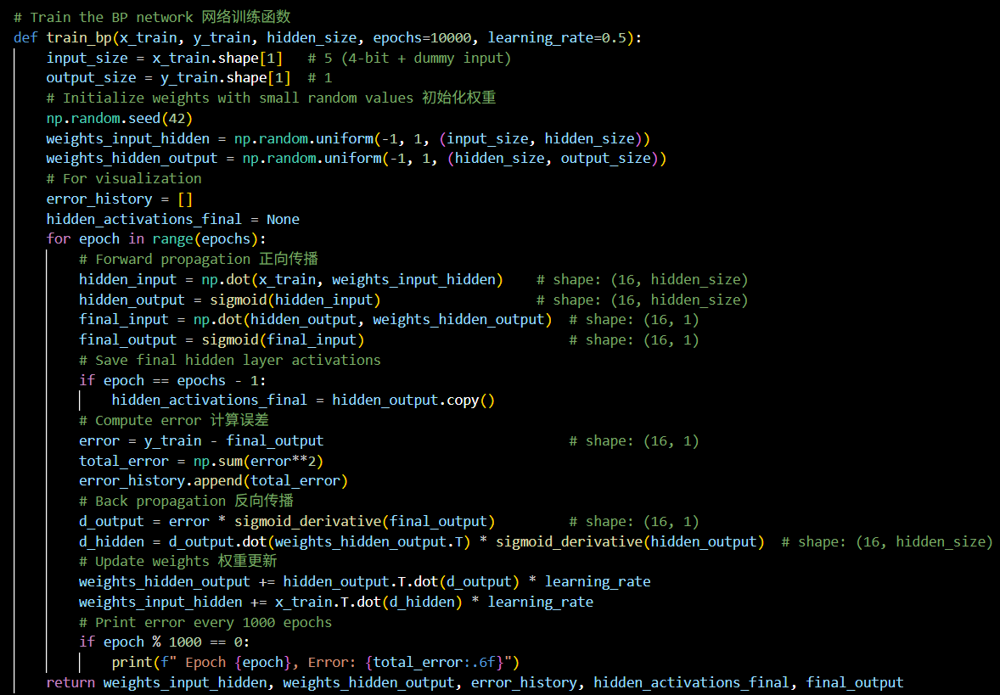 # Train the BP network 网络训练函数
def train_bp(x_train, y_train, hidden_size, epochs=10000, learning_rate=0.5):
    input_size = x_train.shape[1]   # 5 (4-bit + dummy input)
    output_size = y_train.shape[1]  # 1
    # Initialize weights with small random values 初始化权重
    np.random.seed(42)
    weights_input_hidden = np.random.uniform(-1, 1, (input_size, hidden_size))
    weights_hidden_output = np.random.uniform(-1, 1, (hidden_size, output_size))
    # For visualization
    error_history = []
    hidden_activations_final = None
    for epoch in range(epochs):
        # Forward propagation 正向传播
        hidden_input = np.dot(x_train, weights_input_hidden)    # shape: (16, hidden_size)
        hidden_output = sigmoid(hidden_input)                   # shape: (16, hidden_size)
        final_input = np.dot(hidden_output, weights_hidden_output)  # shape: (16, 1)
        final_output = sigmoid(final_input)                         # shape: (16, 1)
        # Save final hidden layer activations
        if epoch == epochs - 1:
            hidden_activations_final = hidden_output.copy()
        # Compute error 计算误差
        error = y_train - final_output                              # shape: (16, 1)
        total_error = np.sum(error**2)
        error_history.append(total_error)
        # Back propagation 反向传播
        d_output = error * sigmoid_derivative(final_output)         # shape: (16, 1)
        d_hidden = d_output.dot(weights_hidden_output.T) * sigmoid_derivative(hidden_output)  # shape: (16, hidden_size)
        # Update weights 权重更新
        weights_hidden_output += hidden_output.T.dot(d_output) * learning_rate
        weights_input_hidden += x_train.T.dot(d_hidden) * learning_rate
        # Print error every 1000 epochs
        if epoch % 1000 == 0:
            print(f" Epoch {epoch}, Error: {total_error:.6f}")
    return weights_input_hidden, weights_hidden_output, error_history, hidden_activations_final, final_output